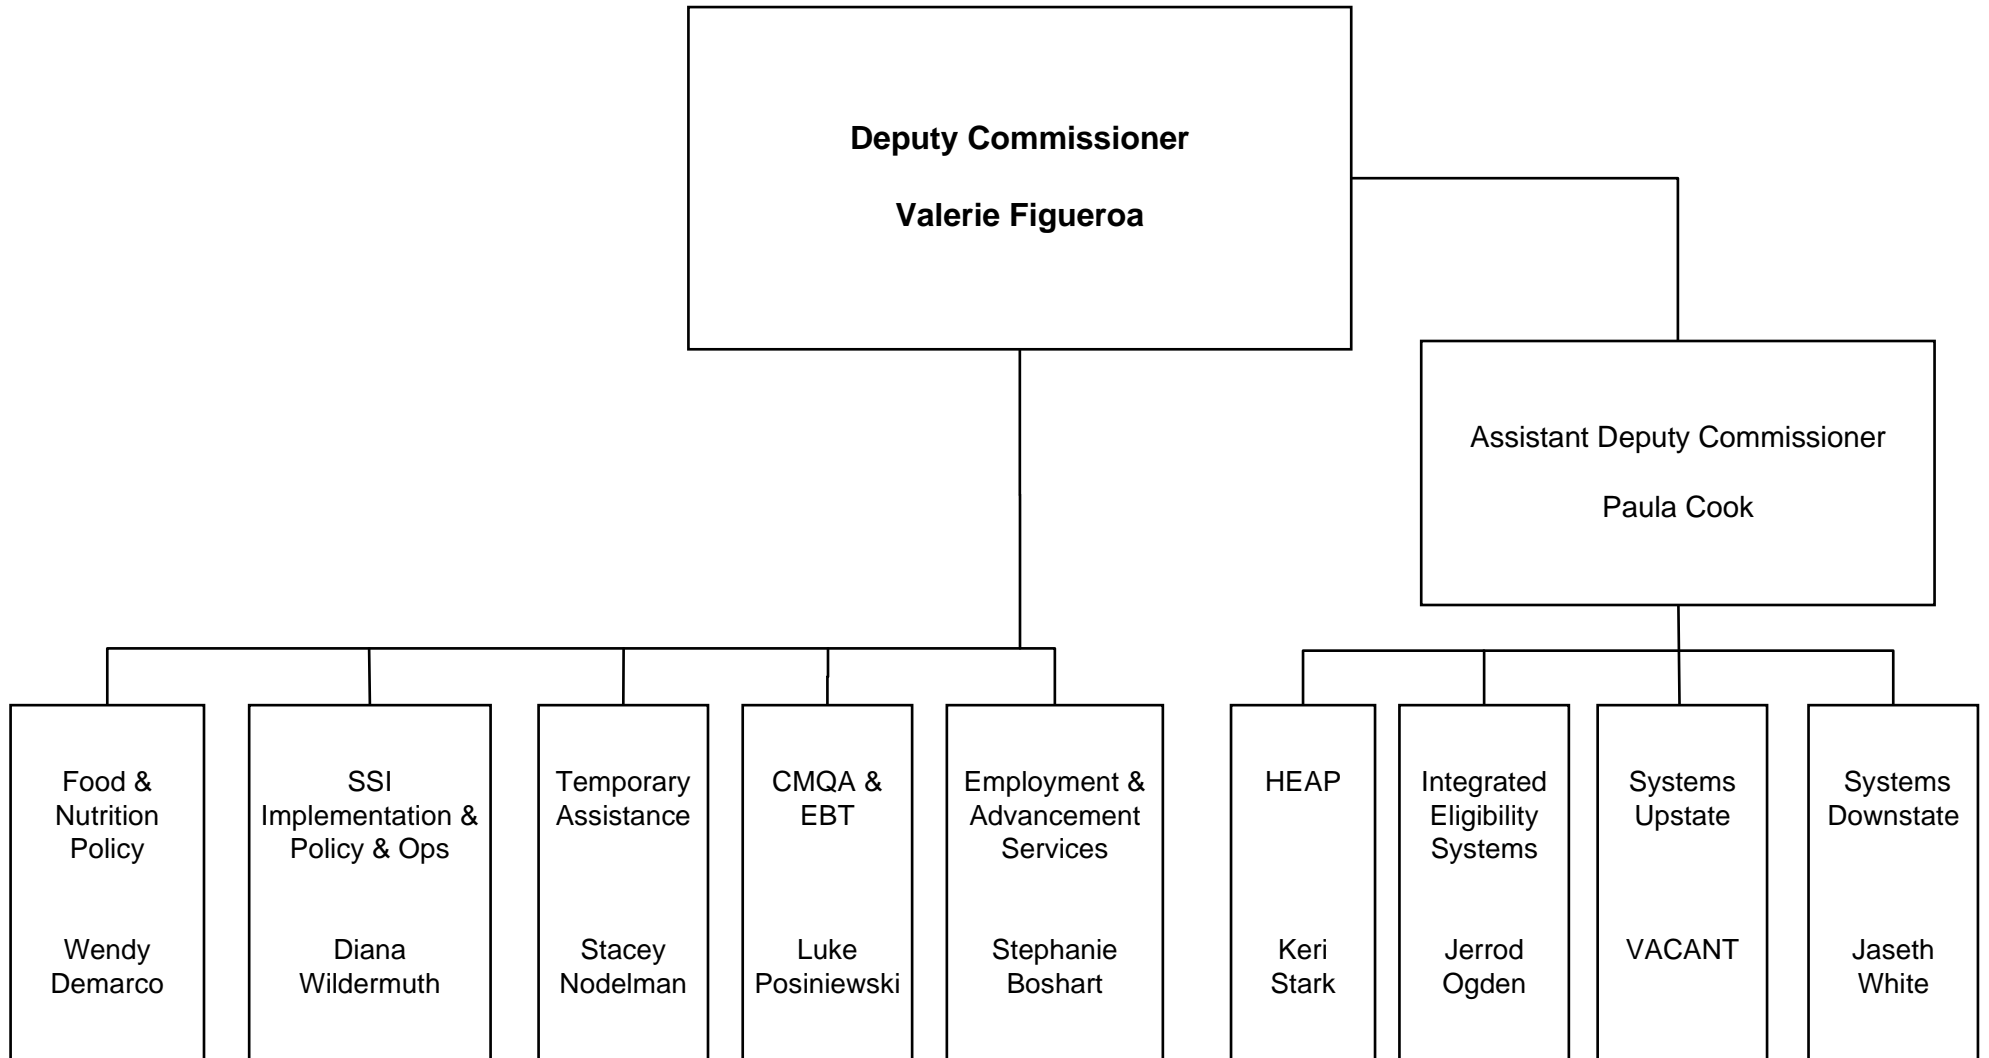 Deputy Commissioner
Valerie Figueroa
Assistant Deputy Commissioner
Paula Cook
Food &
Nutrition
Policy
Wendy
Demarco
SSI
Implementation &
Policy & Ops
Diana
Wildermuth
Temporary
Assistance
Stacey
Nodelman
CMQA &
EBT
Luke
Posiniewski
Employment &
Advancement
Services
Stephanie
Boshart
HEAP
Keri
Stark
Integrated
Eligibility
Systems
Jerrod
Ogden
Systems
Upstate
VACANT
Systems
Downstate
Jaseth
White